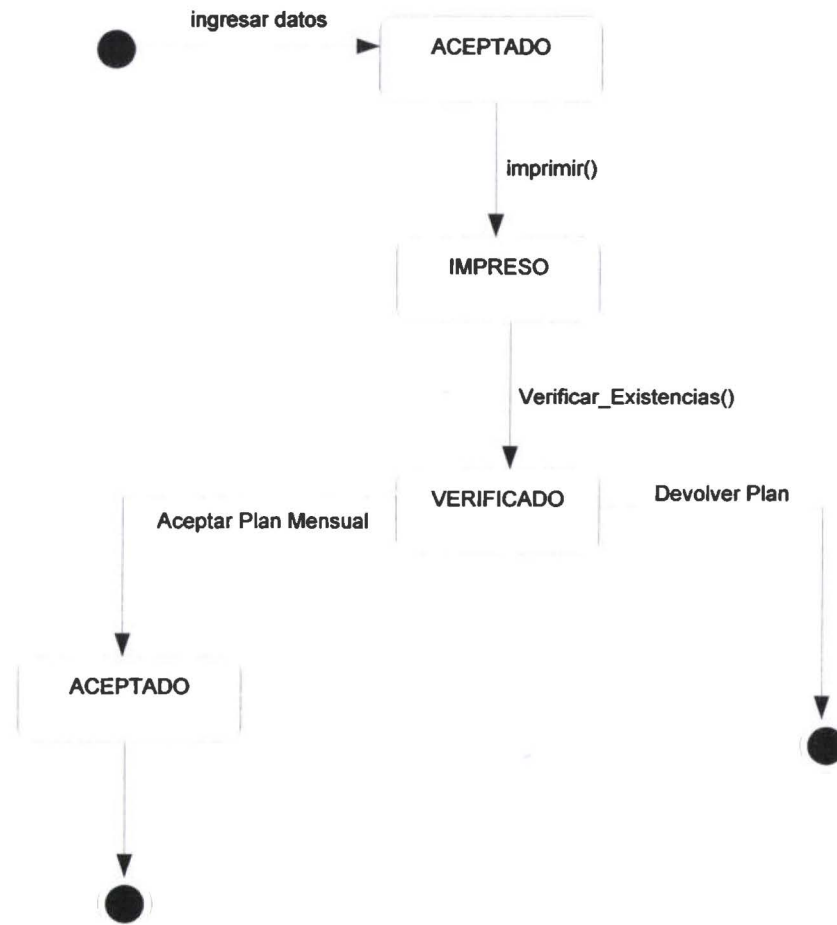 ingresar datos
ACEPTADO
imprimir()
IMPRESO
Verificar_Existencias()
VERIFICADO
Devolver Plan
Aceptar Plan Mensual
ACEPTADO